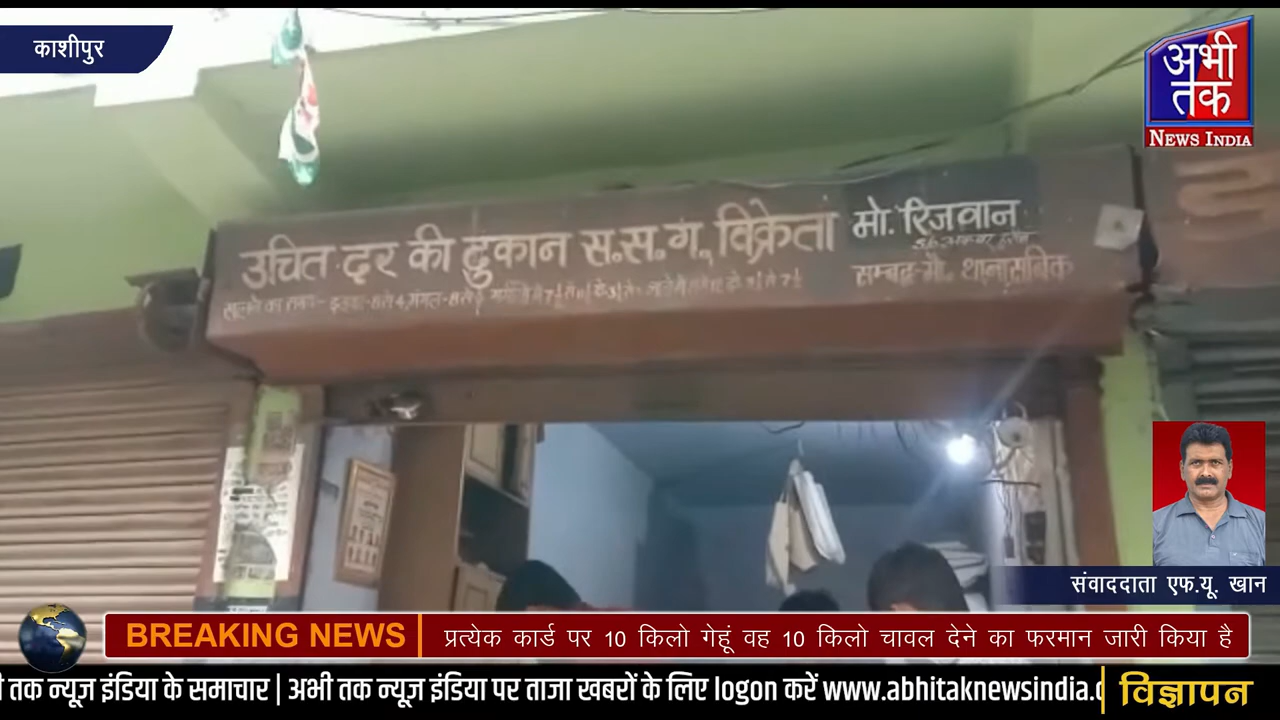 काशीपुर
अभी
तक
NEWS INDIA
उचित दर की दुकान स.स.ग. विक्रेता मो. रिजवान
सम्बद्ध-मौ. थानासाबिक
संवाददाता एफ.यू. खान
BREAKING NEWS
प्रत्येक कार्ड पर 10 किलो गेहूं वह 10 किलो चावल देने का फरमान जारी किया है
तक न्यूज़ इंडिया के समाचार | अभी तक न्यूज़ इंडिया पर ताजा खबरों के लिए logon करें www.abhitaknewsindia.c
विज्ञापन